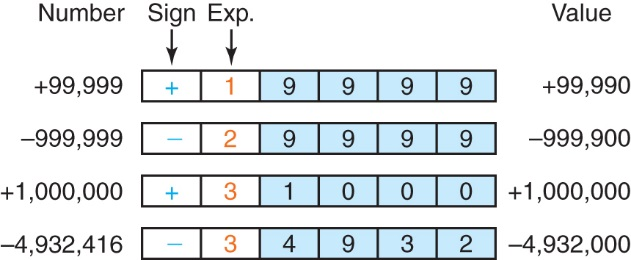 Number Sign Exp. Value
+99,999 + 1 9 9 9 9 +99,990
–999,999 – 2 9 9 9 9 –999,900
+1,000,000 + 3 1 0 0 0 +1,000,000
–4,932,416 – 3 4 9 3 2 –4,932,000